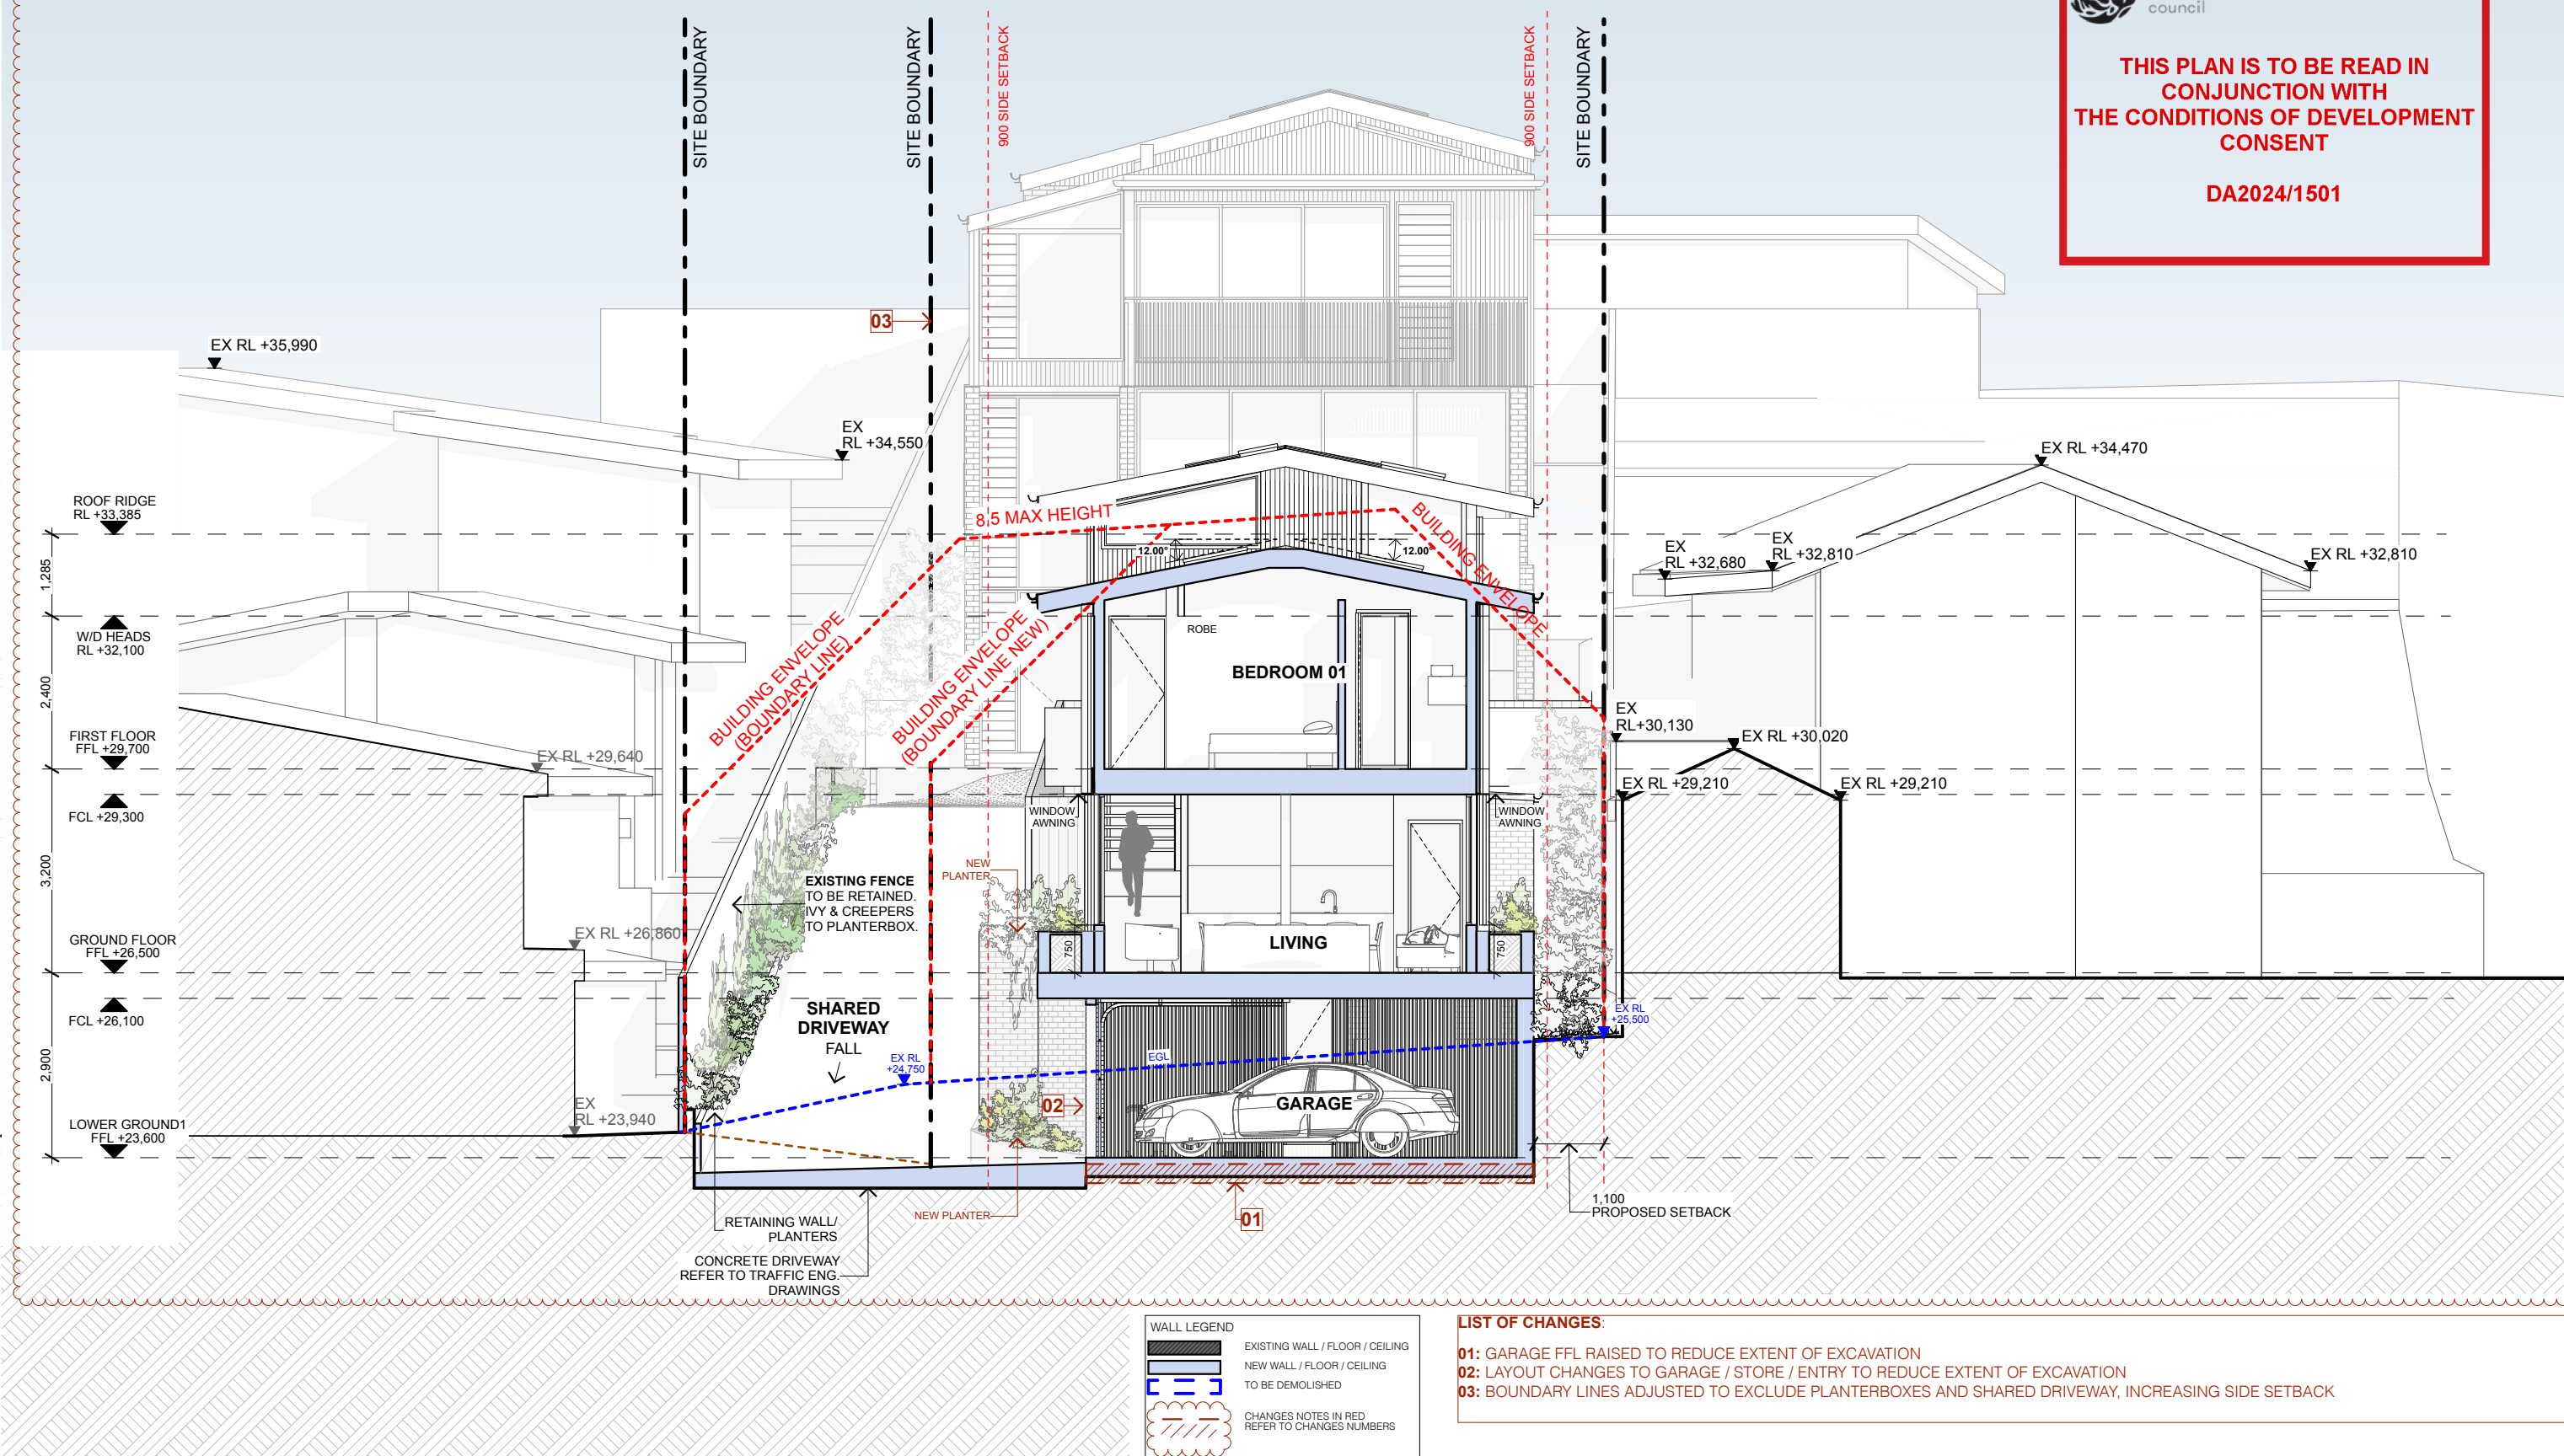 council
THIS PLAN IS TO BE READ IN
CONJUNCTION WITH
THE CONDITIONS OF DEVELOPMENT
CONSENT
DA2024/1501
SITE BOUNDARY
SITE BOUNDARY
900 SIDE SETBACK
900 SIDE SETBACK
SITE BOUNDARY
03
EX RL +35,990
EX
RL +34,550
EX RL +34,470
ROOF RIDGE
RL +33,385
8.5 MAX HEIGHT
BUILDING ENVELOPE
12.00°
12.00°
EX
RL +32,680
EX
RL +32,810
EX RL +32,810
1,285
W/D HEADS
RL +32,100
BUILDING ENVELOPE
(BOUNDARY LINE)
BUILDING ENVELOPE
(BOUNDARY LINE NEW)
ROBE
BEDROOM 01
2,400
FIRST FLOOR
FFL +29,700
EX RL +29,640
EX
RL+30,130
EX RL +30,020
EX RL +29,210
EX RL +29,210
FCL +29,300
WINDOW
AWNING
WINDOW
AWNING
3,200
NEW
PLANTER
EXISTING FENCE
TO BE RETAINED.
IVY & CREEPERS
TO PLANTERBOX.
GROUND FLOOR
FFL +26,500
EX RL +26,860
750
LIVING
750
FCL +26,100
SHARED
DRIVEWAY
FALL
EX RL
+24,750
EGL
EX RL
+25,500
2,900
02
GARAGE
EX
RL +23,940
LOWER GROUND1
FFL +23,600
RETAINING WALL/
PLANTERS
NEW PLANTER
01
1,100
PROPOSED SETBACK
CONCRETE DRIVEWAY
REFER TO TRAFFIC ENG.
DRAWINGS
WALL LEGEND
EXISTING WALL / FLOOR / CEILING
NEW WALL / FLOOR / CEILING
TO BE DEMOLISHED
CHANGES NOTES IN RED
REFER TO CHANGES NUMBERS
LIST OF CHANGES:
01: GARAGE FFL RAISED TO REDUCE EXTENT OF EXCAVATION
02: LAYOUT CHANGES TO GARAGE / STORE / ENTRY TO REDUCE EXTENT OF EXCAVATION
03: BOUNDARY LINES ADJUSTED TO EXCLUDE PLANTERBOXES AND SHARED DRIVEWAY, INCREASING SIDE SETBACK